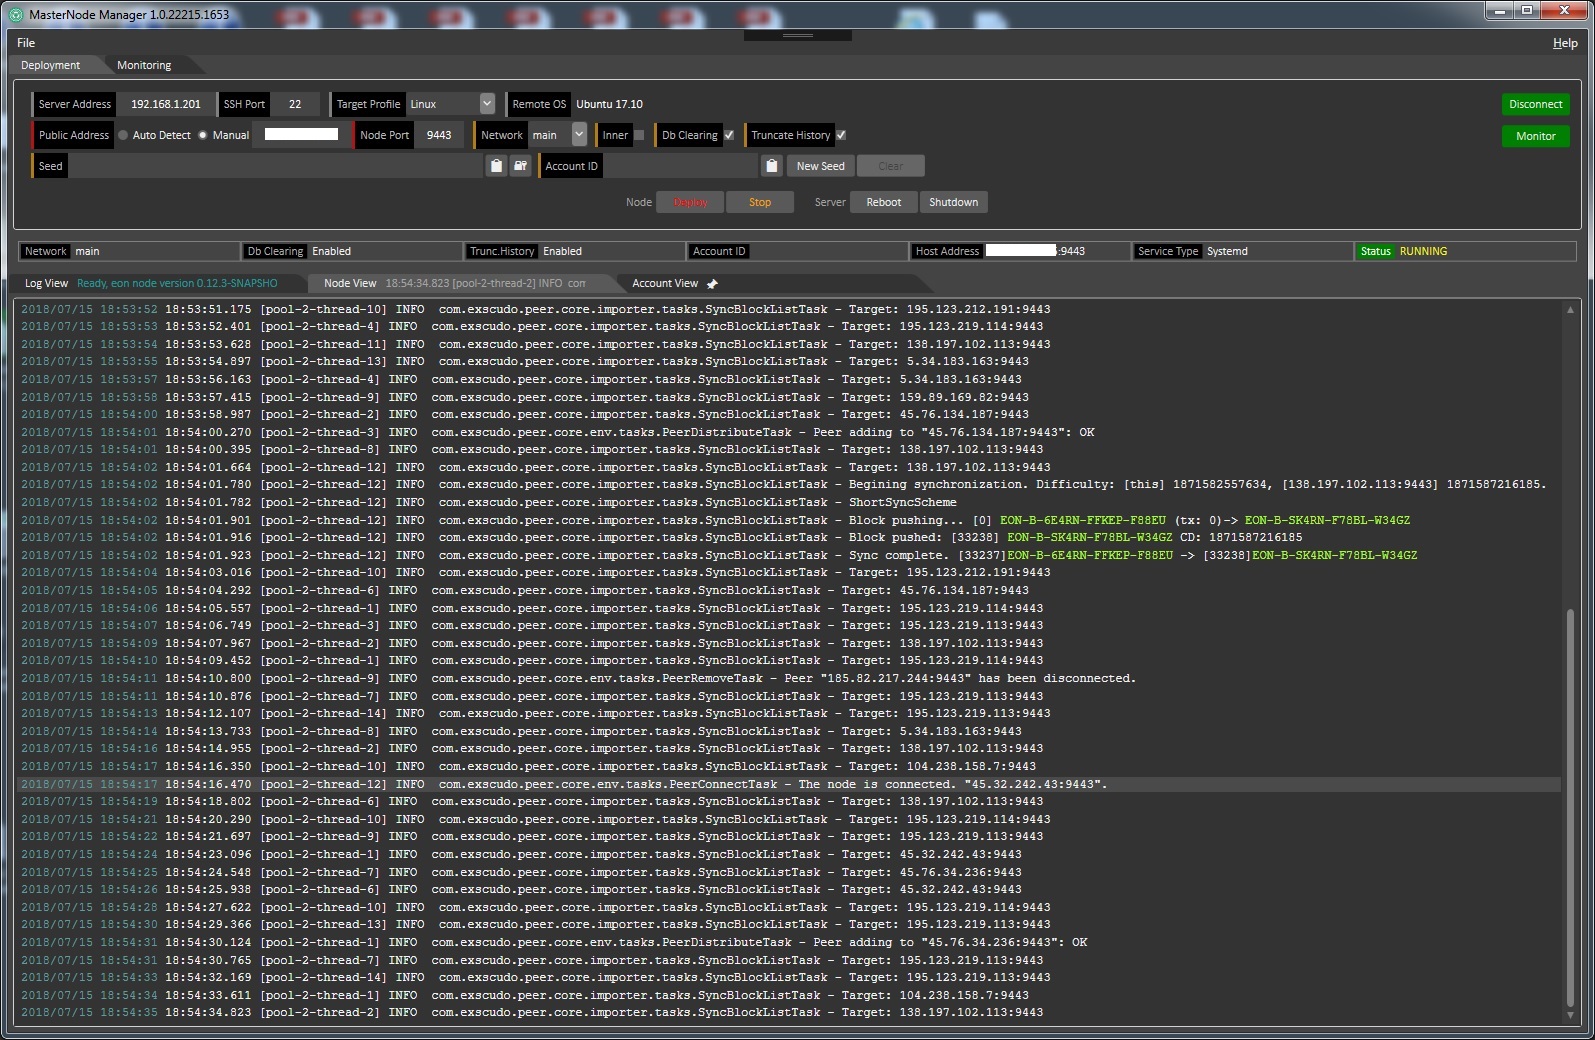 MasterNode Manager 1.0.22215.1653
File Help
Deployment Monitoring
Server Address 192.168.1.201 SSH Port 22 Target Profile Linux Remote OS Ubuntu 17.10 Disconnect
Public Address Auto Detect Manual Node Port 9443 Network main Inner Db Clearing Truncate History Monitor
Seed Account ID New Seed Clear
Node Deploy Stop Server Reboot Shutdown
Network main Db Clearing Enabled Trunc.History Enabled Account ID Host Address :9443 Service Type Systemd Status RUNNING
Log View Ready, eon node version 0.12.3-SNAPSHO Node View 18:54:34.823 [pool-2-thread-2] INFO com Account View
2018/07/15 18:53:52 18:53:51.175 [pool-2-thread-10] INFO com.exscudo.peer.core.importer.tasks.SyncBlockListTask - Target: 195.123.212.191:9443
2018/07/15 18:53:53 18:53:52.401 [pool-2-thread-4] INFO com.exscudo.peer.core.importer.tasks.SyncBlockListTask - Target: 195.123.219.114:9443
2018/07/15 18:53:54 18:53:53.628 [pool-2-thread-11] INFO com.exscudo.peer.core.importer.tasks.SyncBlockListTask - Target: 138.197.102.113:9443
2018/07/15 18:53:55 18:53:54.897 [pool-2-thread-13] INFO com.exscudo.peer.core.importer.tasks.SyncBlockListTask - Target: 5.34.183.163:9443
2018/07/15 18:53:57 18:53:56.163 [pool-2-thread-4] INFO com.exscudo.peer.core.importer.tasks.SyncBlockListTask - Target: 5.34.183.163:9443
2018/07/15 18:53:58 18:53:57.415 [pool-2-thread-9] INFO com.exscudo.peer.core.importer.tasks.SyncBlockListTask - Target: 159.89.169.82:9443
2018/07/15 18:54:00 18:53:58.987 [pool-2-thread-2] INFO com.exscudo.peer.core.importer.tasks.SyncBlockListTask - Target: 45.76.134.187:9443
2018/07/15 18:54:01 18:54:00.270 [pool-2-thread-3] INFO com.exscudo.peer.core.env.tasks.PeerDistributeTask - Peer adding to "45.76.134.187:9443": OK
2018/07/15 18:54:01 18:54:00.395 [pool-2-thread-8] INFO com.exscudo.peer.core.importer.tasks.SyncBlockListTask - Target: 138.197.102.113:9443
2018/07/15 18:54:02 18:54:01.664 [pool-2-thread-12] INFO com.exscudo.peer.core.importer.tasks.SyncBlockListTask - Target: 138.197.102.113:9443
2018/07/15 18:54:02 18:54:01.780 [pool-2-thread-12] INFO com.exscudo.peer.core.importer.tasks.SyncBlockListTask - Begining synchronization. Difficulty: [this] 1871582557634, [138.197.102.113:9443] 1871587216185.
2018/07/15 18:54:02 18:54:01.782 [pool-2-thread-12] INFO com.exscudo.peer.core.importer.tasks.SyncBlockListTask - ShortSyncScheme
2018/07/15 18:54:02 18:54:01.901 [pool-2-thread-12] INFO com.exscudo.peer.core.importer.tasks.SyncBlockListTask - Block pushing... [0] EON-B-6E4RN-FFKEP-F88EU (tx: 0)-> EON-B-SK4RN-F78BL-W34GZ
2018/07/15 18:54:02 18:54:01.916 [pool-2-thread-12] INFO com.exscudo.peer.core.importer.tasks.SyncBlockListTask - Block pushed: [33238] EON-B-SK4RN-F78BL-W34GZ CD: 1871587216185
2018/07/15 18:54:02 18:54:01.923 [pool-2-thread-12] INFO com.exscudo.peer.core.importer.tasks.SyncBlockListTask - Sync complete. [33237]EON-B-6E4RN-FFKEP-F88EU -> [33238]EON-B-SK4RN-F78BL-W34GZ
2018/07/15 18:54:04 18:54:03.016 [pool-2-thread-10] INFO com.exscudo.peer.core.importer.tasks.SyncBlockListTask - Target: 195.123.212.191:9443
2018/07/15 18:54:05 18:54:04.292 [pool-2-thread-6] INFO com.exscudo.peer.core.importer.tasks.SyncBlockListTask - Target: 45.76.134.187:9443
2018/07/15 18:54:06 18:54:05.557 [pool-2-thread-1] INFO com.exscudo.peer.core.importer.tasks.SyncBlockListTask - Target: 195.123.219.114:9443
2018/07/15 18:54:07 18:54:06.749 [pool-2-thread-3] INFO com.exscudo.peer.core.importer.tasks.SyncBlockListTask - Target: 195.123.219.113:9443
2018/07/15 18:54:09 18:54:07.967 [pool-2-thread-2] INFO com.exscudo.peer.core.importer.tasks.SyncBlockListTask - Target: 138.197.102.113:9443
2018/07/15 18:54:10 18:54:09.452 [pool-2-thread-1] INFO com.exscudo.peer.core.importer.tasks.SyncBlockListTask - Target: 195.123.219.114:9443
2018/07/15 18:54:11 18:54:10.800 [pool-2-thread-9] INFO com.exscudo.peer.core.env.tasks.PeerRemoveTask - Peer "185.82.217.244:9443" has been disconnected.
2018/07/15 18:54:11 18:54:10.876 [pool-2-thread-7] INFO com.exscudo.peer.core.importer.tasks.SyncBlockListTask - Target: 195.123.219.113:9443
2018/07/15 18:54:13 18:54:12.107 [pool-2-thread-14] INFO com.exscudo.peer.core.importer.tasks.SyncBlockListTask - Target: 195.123.219.113:9443
2018/07/15 18:54:14 18:54:13.733 [pool-2-thread-8] INFO com.exscudo.peer.core.importer.tasks.SyncBlockListTask - Target: 5.34.183.163:9443
2018/07/15 18:54:16 18:54:14.955 [pool-2-thread-2] INFO com.exscudo.peer.core.importer.tasks.SyncBlockListTask - Target: 138.197.102.113:9443
2018/07/15 18:54:17 18:54:16.350 [pool-2-thread-10] INFO com.exscudo.peer.core.importer.tasks.SyncBlockListTask - Target: 104.238.158.7:9443
2018/07/15 18:54:17 18:54:16.470 [pool-2-thread-12] INFO com.exscudo.peer.core.env.tasks.PeerConnectTask - The node is connected. "45.32.242.43:9443".
2018/07/15 18:54:19 18:54:18.802 [pool-2-thread-6] INFO com.exscudo.peer.core.importer.tasks.SyncBlockListTask - Target: 138.197.102.113:9443
2018/07/15 18:54:21 18:54:20.290 [pool-2-thread-10] INFO com.exscudo.peer.core.importer.tasks.SyncBlockListTask - Target: 195.123.219.114:9443
2018/07/15 18:54:22 18:54:21.697 [pool-2-thread-9] INFO com.exscudo.peer.core.importer.tasks.SyncBlockListTask - Target: 195.123.219.113:9443
2018/07/15 18:54:24 18:54:23.096 [pool-2-thread-1] INFO com.exscudo.peer.core.importer.tasks.SyncBlockListTask - Target: 45.32.242.43:9443
2018/07/15 18:54:25 18:54:24.548 [pool-2-thread-7] INFO com.exscudo.peer.core.importer.tasks.SyncBlockListTask - Target: 45.76.34.236:9443
2018/07/15 18:54:26 18:54:25.938 [pool-2-thread-6] INFO com.exscudo.peer.core.importer.tasks.SyncBlockListTask - Target: 45.32.242.43:9443
2018/07/15 18:54:28 18:54:27.622 [pool-2-thread-10] INFO com.exscudo.peer.core.importer.tasks.SyncBlockListTask - Target: 195.123.219.114:9443
2018/07/15 18:54:30 18:54:29.366 [pool-2-thread-13] INFO com.exscudo.peer.core.importer.tasks.SyncBlockListTask - Target: 195.123.219.113:9443
2018/07/15 18:54:31 18:54:30.124 [pool-2-thread-1] INFO com.exscudo.peer.core.env.tasks.PeerDistributeTask - Peer adding to "45.76.34.236:9443": OK
2018/07/15 18:54:31 18:54:30.765 [pool-2-thread-7] INFO com.exscudo.peer.core.importer.tasks.SyncBlockListTask - Target: 195.123.219.113:9443
2018/07/15 18:54:33 18:54:32.169 [pool-2-thread-14] INFO com.exscudo.peer.core.importer.tasks.SyncBlockListTask - Target: 195.123.219.113:9443
2018/07/15 18:54:34 18:54:33.611 [pool-2-thread-1] INFO com.exscudo.peer.core.importer.tasks.SyncBlockListTask - Target: 104.238.158.7:9443
2018/07/15 18:54:35 18:54:34.823 [pool-2-thread-2] INFO com.exscudo.peer.core.importer.tasks.SyncBlockListTask - Target: 138.197.102.113:9443